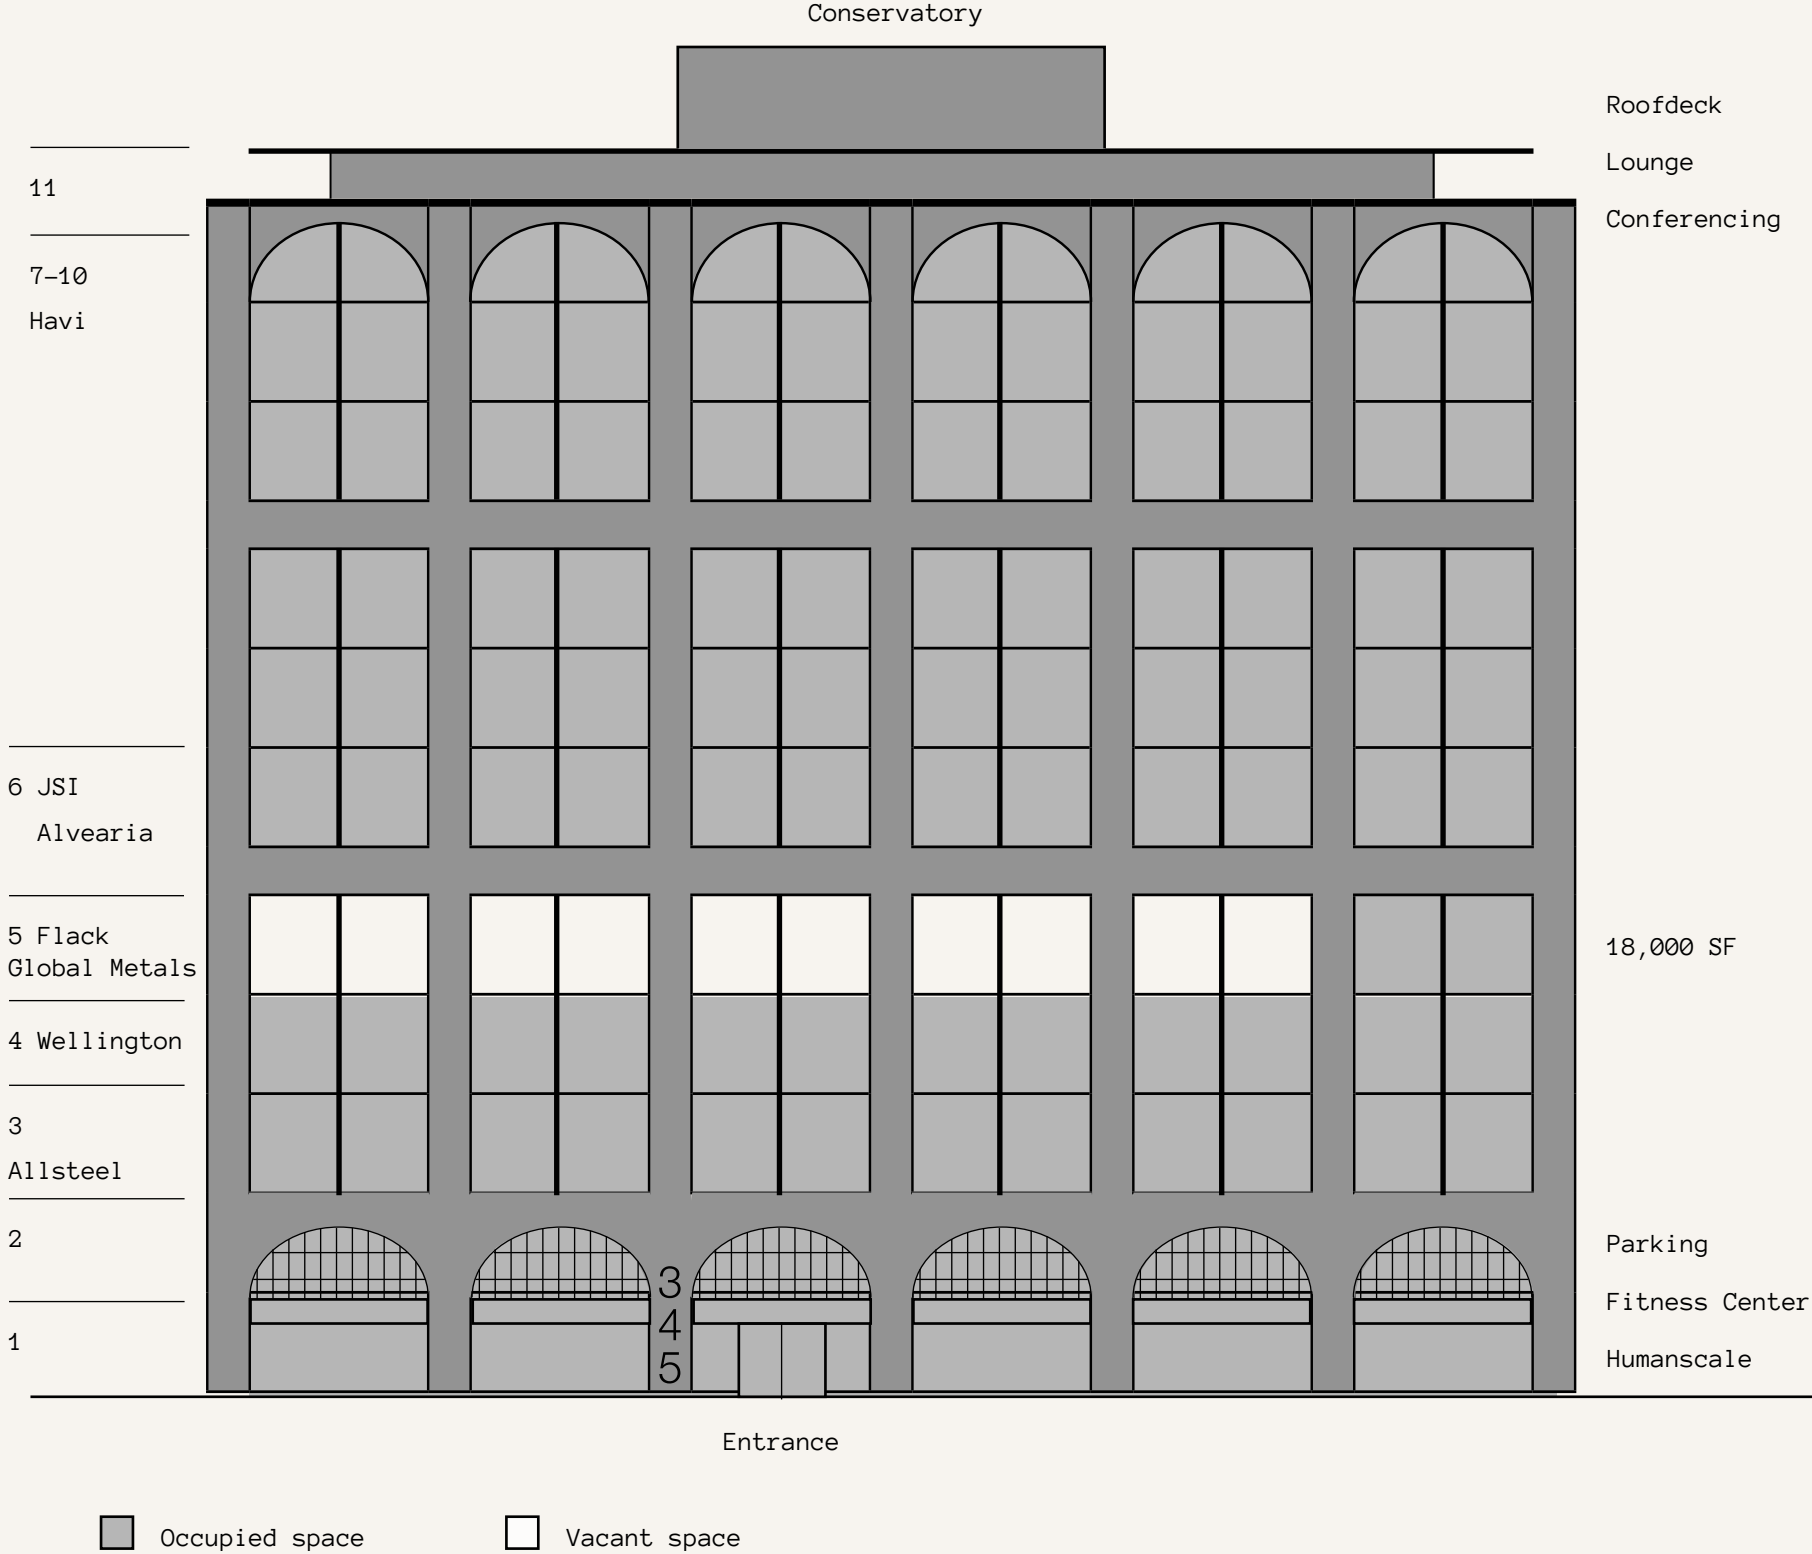 Conservatory
Roofdeck
Lounge
Conferencing
11
7–10
Havi
6 JSI
Alvearia
5 Flack
Global Metals
18,000 SF
4 Wellington
3
Allsteel
2
1
3
4
5
Parking
Fitness Center
Humanscale
Entrance
Occupied space
Vacant space